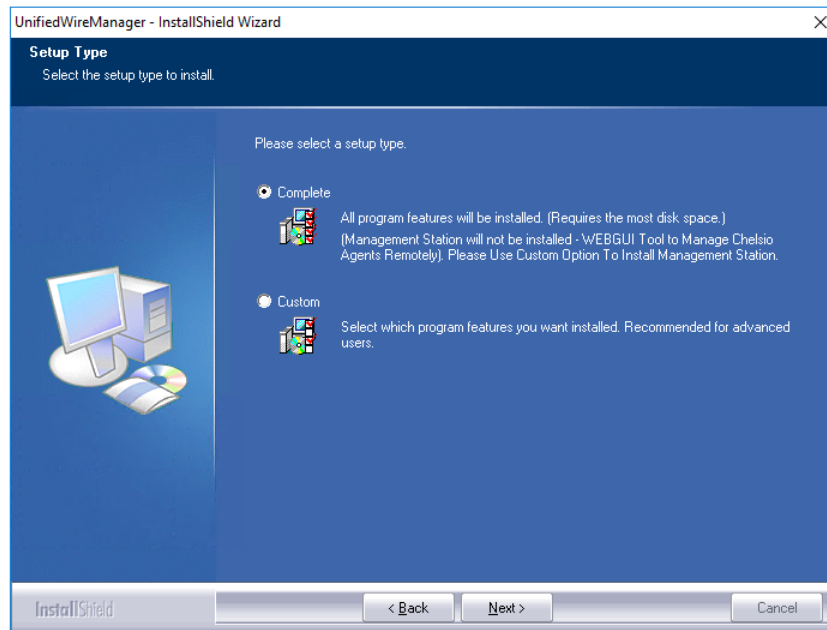 UnifiedWireManager - InstallShield Wizard
Setup Type
Select the setup type to install.
Please select a setup type.
Complete
All program features will be installed. (Requires the most disk space.)
(Management Station will not be installed - WEBGUI Tool to Manage Chelsio
Agents Remotely). Please Use Custom Option To Install Management Station.
Custom
Select which program features you want installed. Recommended for advanced
users.
InstallShield
< Back
Next >
Cancel